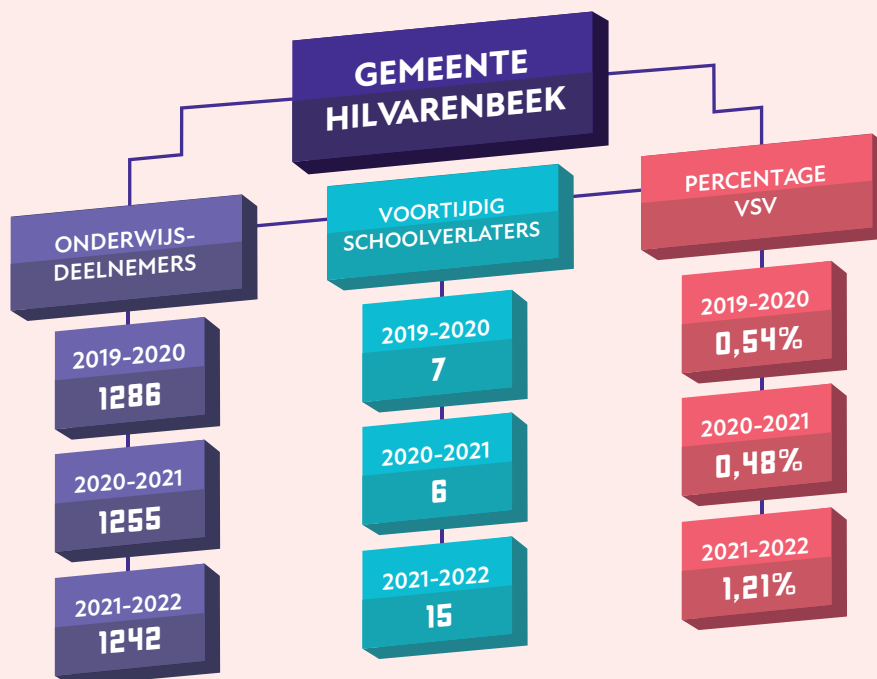 GEMEENTE
HILVARENBEEK
ONDERWIJS-
DEELNEMERS
2019-2020
1286
2020-2021
1255
2021-2022
1242
VOORTIJDIG
SCHOOLVERLATERS
2019-2020
7
2020-2021
6
2021-2022
15
PERCENTAGE
VSV
2019-2020
0,54%
2020-2021
0,48%
2021-2022
1,21%